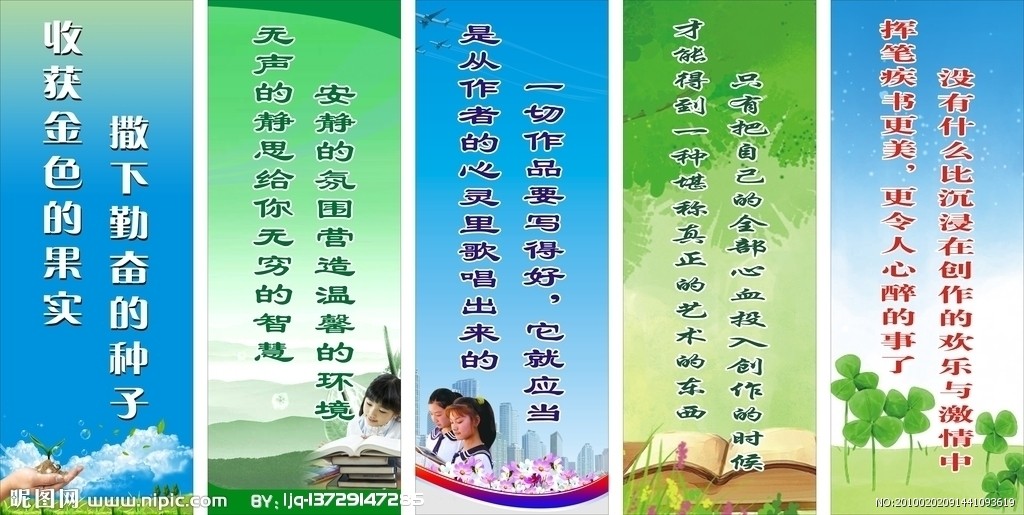 撒下勤奋的种子
收获金色的果实
安静的氛围营造温馨的环境
无声的静思给你无穷的智慧
一切作品要写得好，它就应当
是从作者的心灵里歌唱出来的
只有把自己的全部心血投入创作的时候
才能得到一种堪称真正的艺术的东西
没有什么比沉浸在创作的欢乐与激情中
挥笔疾书更美，更令人心醉的事了
昵图网 www.nipic.com
BY: ljq-13729147285
NO:20100202091441093619